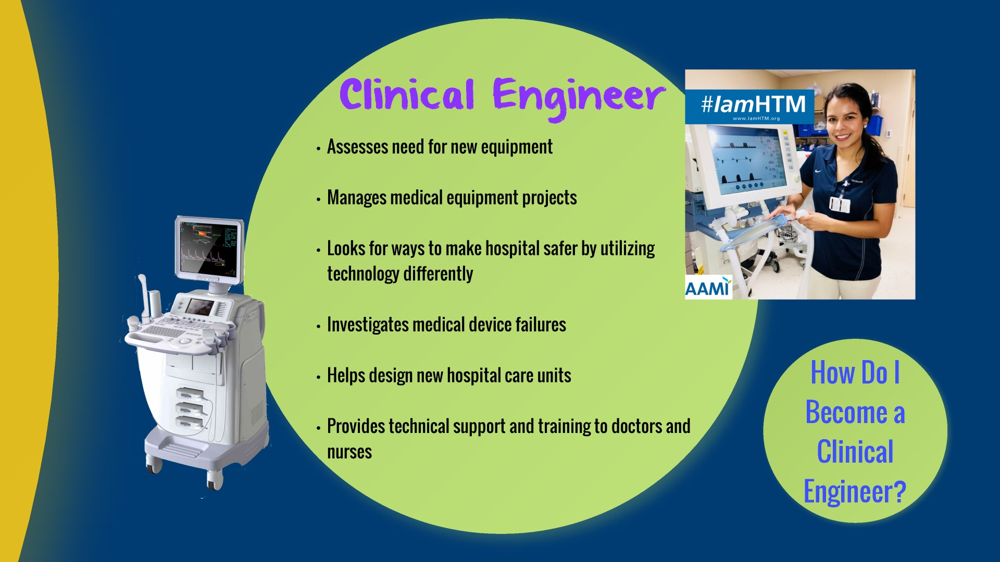 Clinical Engineer
• Assesses need for new equipment
• Manages medical equipment projects
• Looks for ways to make hospital safer by utilizing
technology differently
• Investigates medical device failures
• Helps design new hospital care units
• Provides technical support and training to doctors and
nurses
#IamHTM
www.IamHTM.org
AAMI
How Do I
Become a
Clinical
Engineer?